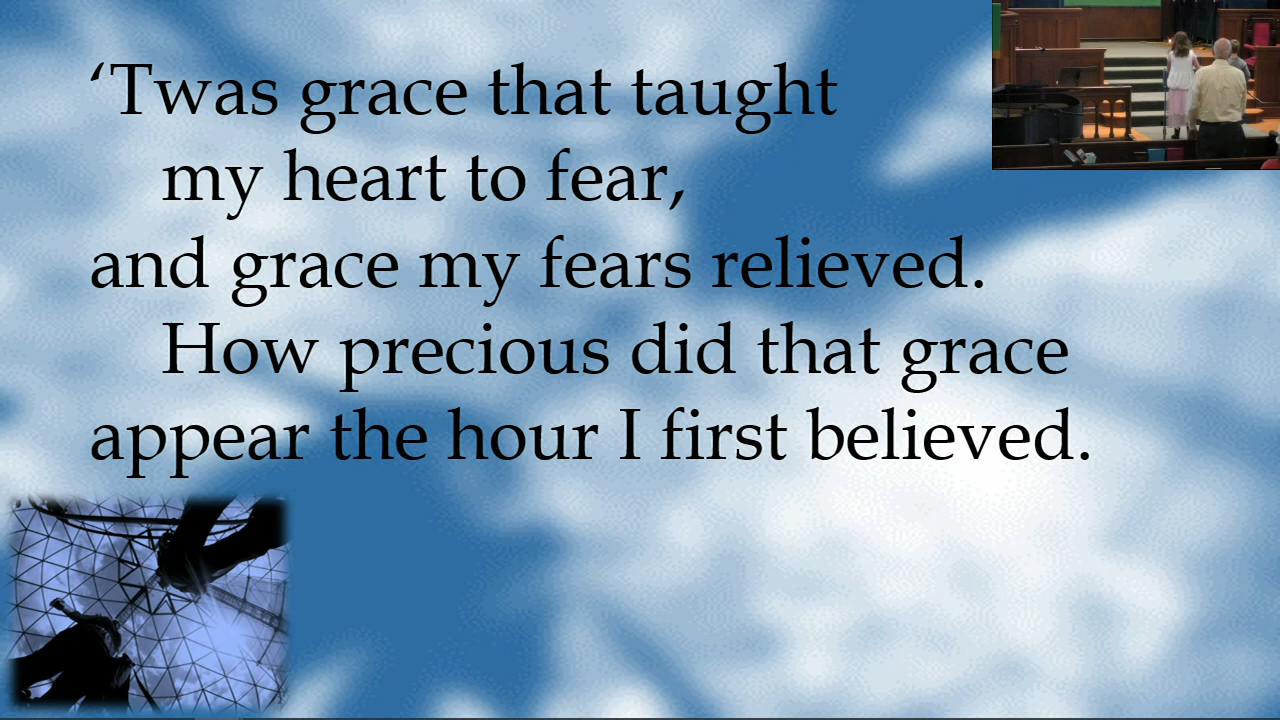 ‘Twas grace that taught
my heart to fear,
and grace my fears relieved.
How precious did that grace
appear the hour I first believed.